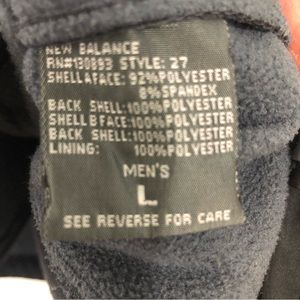 NEW BALANCE
RN#130893 STYLE: 27
SHELL A FACE: 92%POLYESTER
8%SPANDEX
BACK SHELL:100%POLYESTER
SHELL B FACE:100%POLYESTER
BACK SHELL:100%POLYESTER
LINING: 100%POLYESTER
MEN'S
L
SEE REVERSE FOR CARE